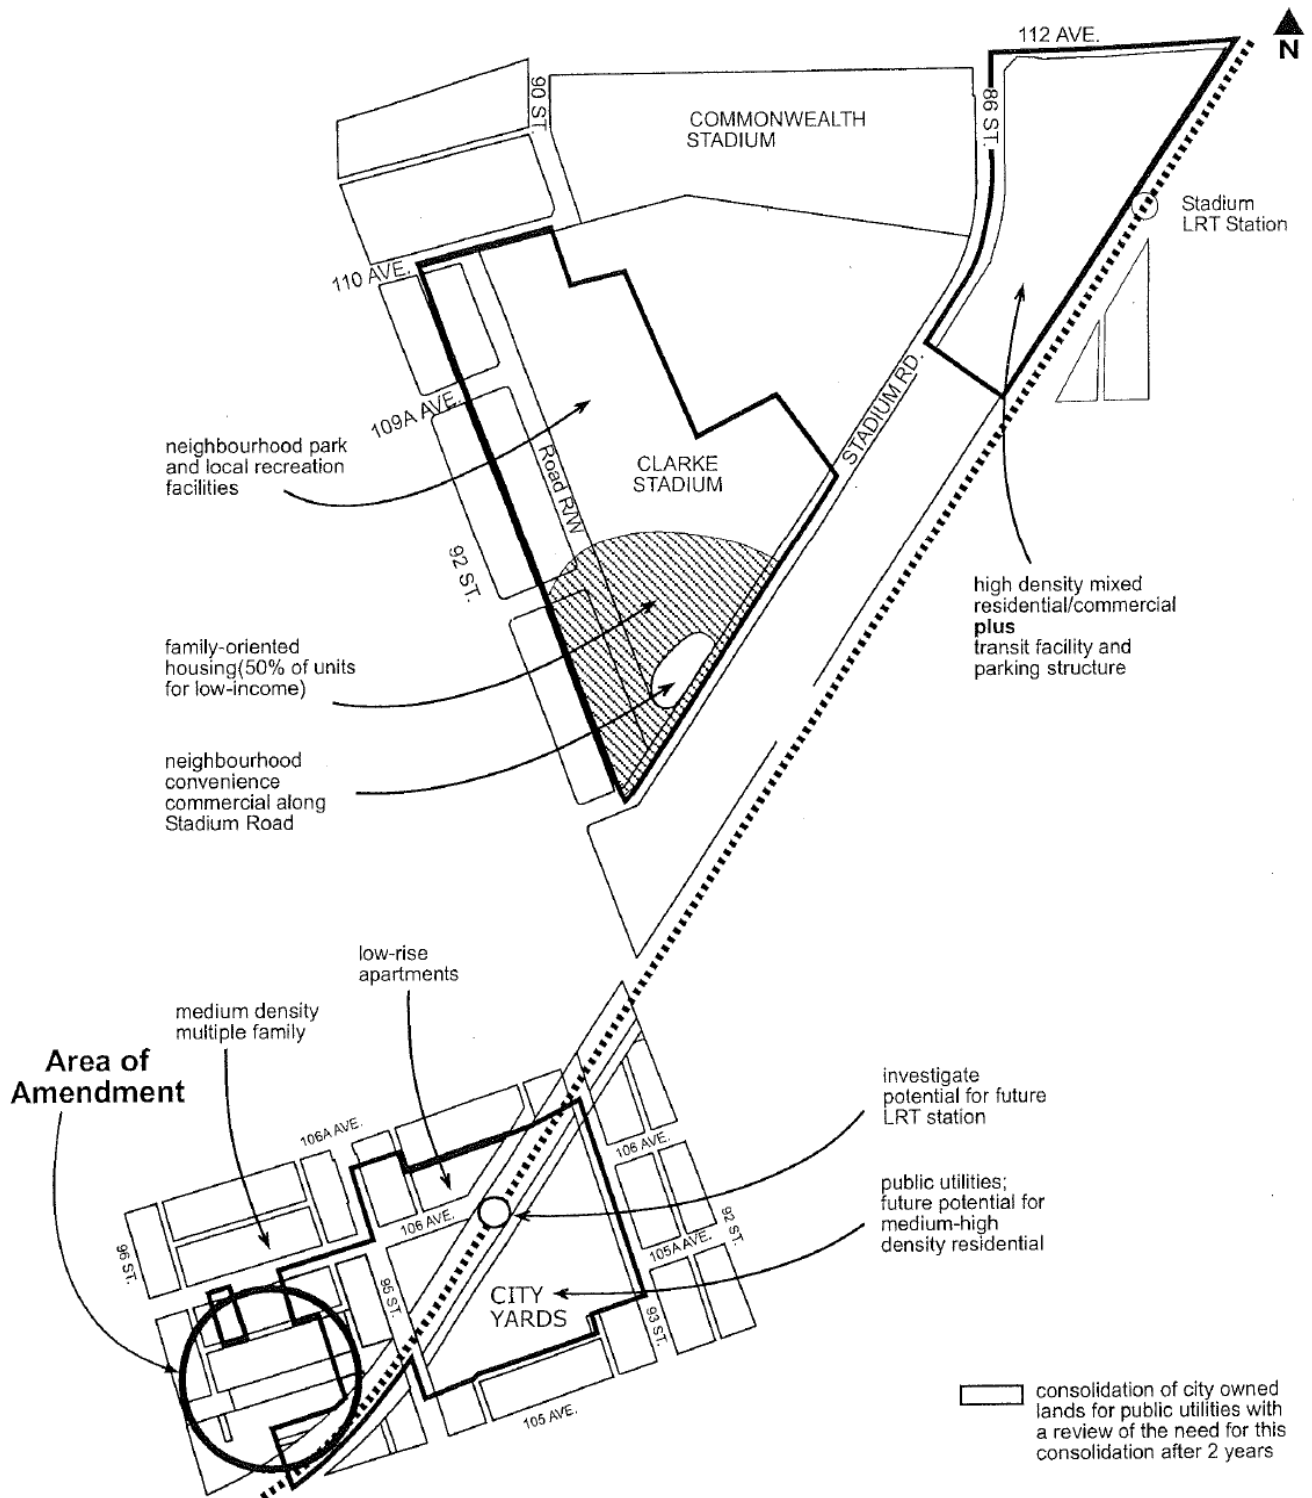 112 AVE.
N
90 ST.
COMMONWEALTH
STADIUM
86 ST.
Stadium
LRT Station
110 AVE.
109A AVE.
STADIUM RD.
neighbourhood park
and local recreation
facilities
Road R/W
CLARKE
STADIUM
92 ST.
high density mixed
residential/commercial
plus
transit facility and
parking structure
family-oriented
housing(50% of units
for low-income)
neighbourhood
convenience
commercial along
Stadium Road
low-rise
apartments
medium density
multiple family
Area of
Amendment
investigate
potential for future
LRT station
106A AVE.
106 AVE.
public utilities;
future potential for
medium-high
density residential
106 AVE.
92 ST.
105A AVE.
96 ST.
95 ST.
CITY
YARDS
93 ST.
105 AVE.
consolidation of city owned
lands for public utilities with
a review of the need for this
consolidation after 2 years